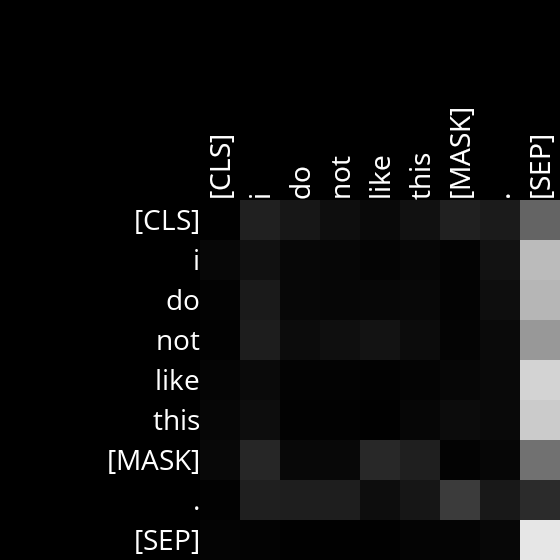 [CLS] i do not like this [MASK] . [SEP]
[CLS]
i
do
not
like
this
[MASK]
.
[SEP]